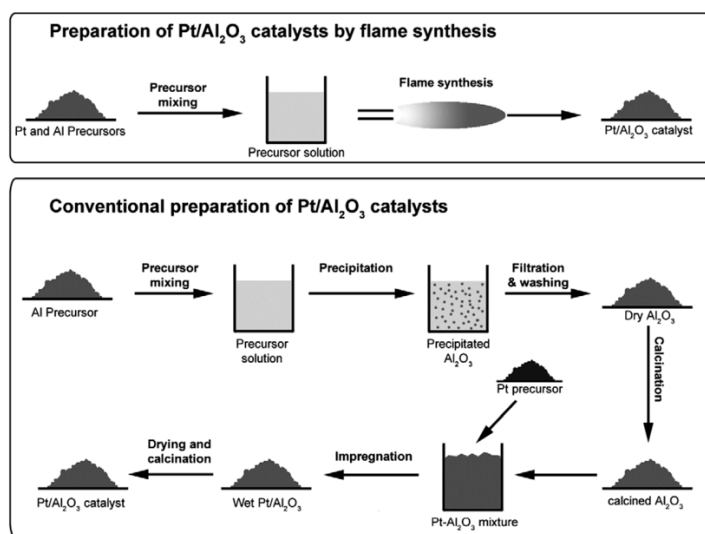 Preparation of Pt/Al₂O₃ catalysts by flame synthesis
Precursor
mixing
Flame synthesis
Pt and Al Precursors
Precursor solution
Pt/Al₂O₃ catalyst
Conventional preparation of Pt/Al₂O₃ catalysts
Precursor
mixing
Precipitation
Filtration
& washing
Al Precursor
Precursor
solution
Precipitated
Al₂O₃
Dry Al₂O₃
Calcination
Pt precursor
Drying and
calcination
Impregnation
Pt/Al₂O₃ catalyst
Wet Pt/Al₂O₃
Pt-Al₂O₃ mixture
calcined Al₂O₃